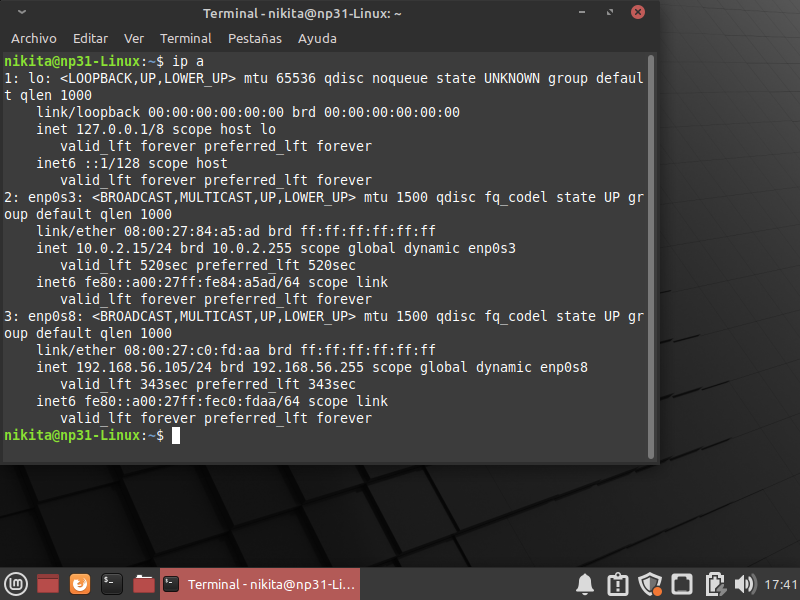 Terminal - nikita@np31-Linux: ~
Archivo Editar Ver Terminal Pestañas Ayuda
nikita@np31-Linux:~$ ip a
1: lo: <LOOPBACK,UP,LOWER_UP> mtu 65536 qdisc noqueue state UNKNOWN group defaul
t qlen 1000
    link/loopback 00:00:00:00:00:00 brd 00:00:00:00:00:00
    inet 127.0.0.1/8 scope host lo
       valid_lft forever preferred_lft forever
    inet6 ::1/128 scope host
       valid_lft forever preferred_lft forever
2: enp0s3: <BROADCAST,MULTICAST,UP,LOWER_UP> mtu 1500 qdisc fq_codel state UP gr
oup default qlen 1000
    link/ether 08:00:27:84:a5:ad brd ff:ff:ff:ff:ff:ff
    inet 10.0.2.15/24 brd 10.0.2.255 scope global dynamic enp0s3
       valid_lft 520sec preferred_lft 520sec
    inet6 fe80::a00:27ff:fe84:a5ad/64 scope link
       valid_lft forever preferred_lft forever
3: enp0s8: <BROADCAST,MULTICAST,UP,LOWER_UP> mtu 1500 qdisc fq_codel state UP gr
oup default qlen 1000
    link/ether 08:00:27:c0:fd:aa brd ff:ff:ff:ff:ff:ff
    inet 192.168.56.105/24 brd 192.168.56.255 scope global dynamic enp0s8
       valid_lft 343sec preferred_lft 343sec
    inet6 fe80::a00:27ff:fec0:fdaa/64 scope link
       valid_lft forever preferred_lft forever
nikita@np31-Linux:~$
Terminal - nikita@np31-Li... 17:41